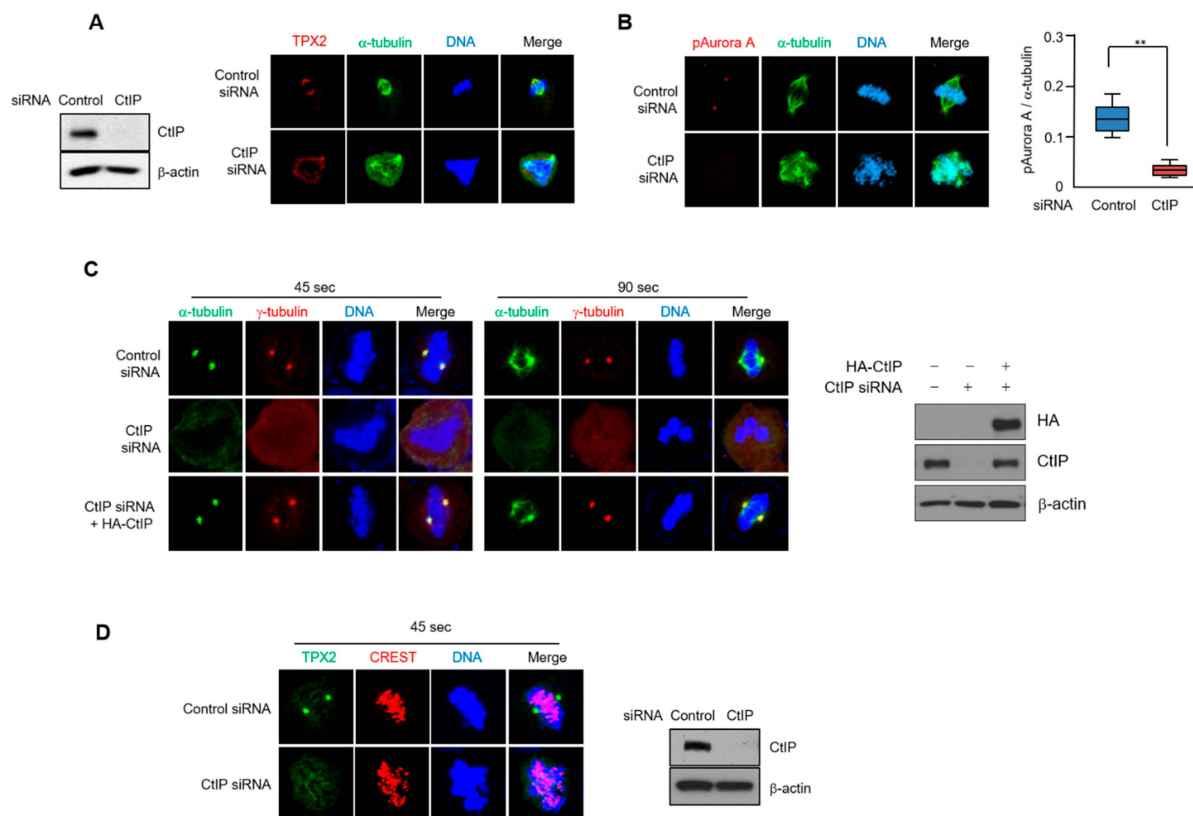 A
siRNA Control CtIP
CtIP
β-actin
TPX2 α-tubulin DNA Merge
Control
siRNA
CtIP
siRNA
B
pAurora A α-tubulin DNA Merge
Control
siRNA
CtIP
siRNA
pAurora A / α-tubulin
0.3
0.2
0.1
0
**
siRNA Control CtIP
C
45 sec
α-tubulin γ-tubulin DNA Merge
90 sec
α-tubulin γ-tubulin DNA Merge
Control
siRNA
CtIP
siRNA
CtIP siRNA
+ HA-CtIP
HA-CtIP − − +
CtIP siRNA − + +
HA
CtIP
β-actin
D
45 sec
TPX2 CREST DNA Merge
Control siRNA
CtIP siRNA
siRNA Control CtIP
CtIP
β-actin